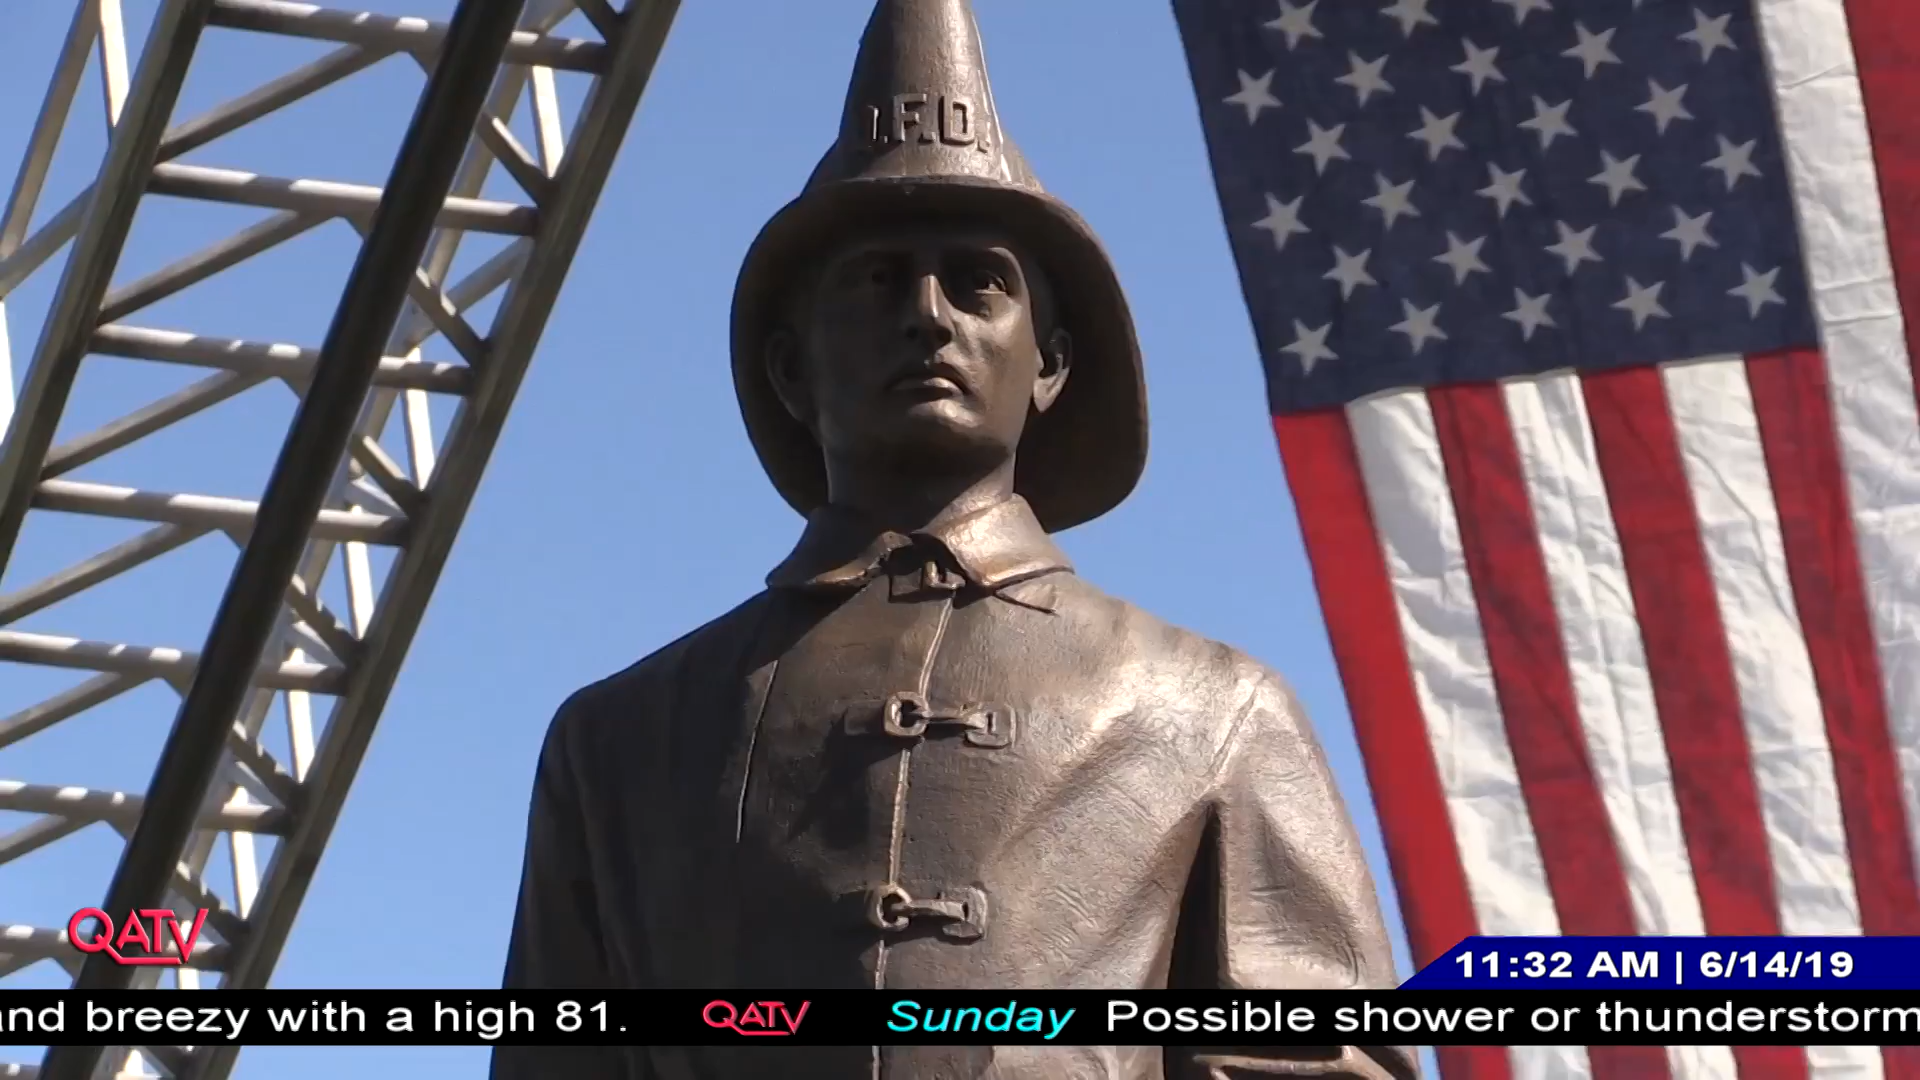 .F.D.
QATV
11:32 AM | 6/14/19
and breezy with a high 81. QATV Sunday Possible shower or thunderstorm